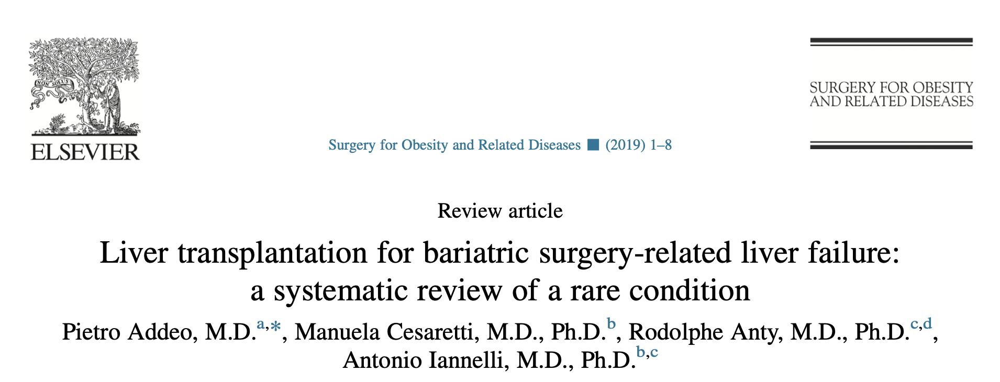 NON SOLUS
ELSEVIER
SURGERY FOR OBESITY
AND RELATED DISEASES
Surgery for Obesity and Related Diseases ■ (2019) 1–8
Review article
Liver transplantation for bariatric surgery-related liver failure:
a systematic review of a rare condition
Pietro Addeo, M.D.a,*, Manuela Cesaretti, M.D., Ph.D.b, Rodolphe Anty, M.D., Ph.D.c,d,
Antonio Iannelli, M.D., Ph.D.b,c